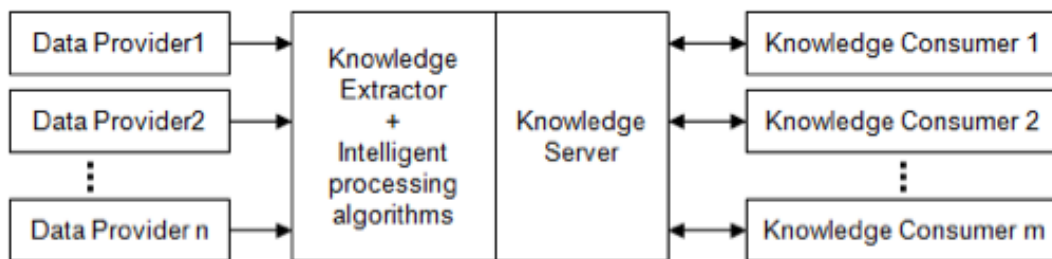 Data Provider1
Data Provider2
Data Provider n
Knowledge
Extractor
+
Intelligent
processing
algorithms
Knowledge
Server
Knowledge Consumer 1
Knowledge Consumer 2
Knowledge Consumer m